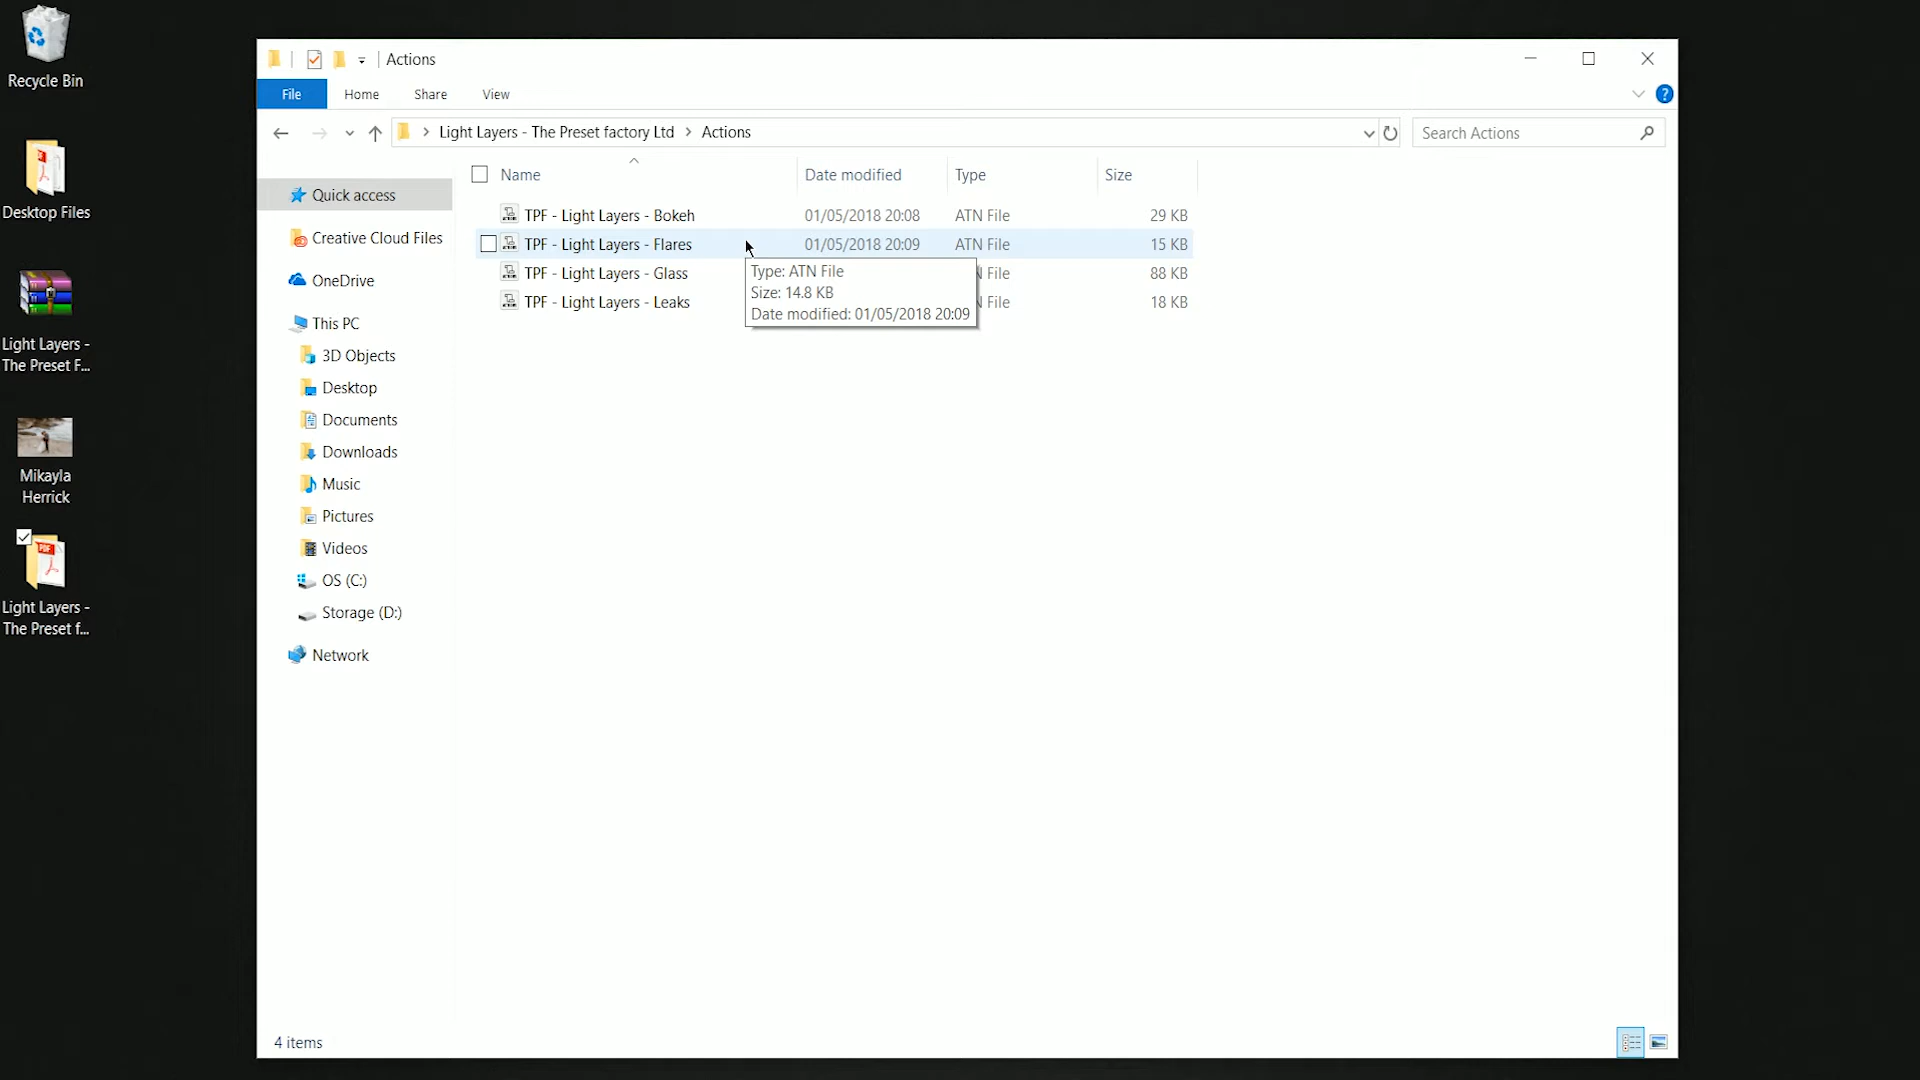 Recycle Bin
Desktop Files
Light Layers -
The Preset F...
Mikayla
Herrick
Light Layers -
The Preset f...
Actions
File Home Share View
Light Layers - The Preset factory Ltd > Actions
Search Actions
Name Date modified Type Size
TPF - Light Layers - Bokeh 01/05/2018 20:08 ATN File 29 KB
TPF - Light Layers - Flares 01/05/2018 20:09 ATN File 15 KB
TPF - Light Layers - Glass File 88 KB
TPF - Light Layers - Leaks File 18 KB
Type: ATN File
Size: 14.8 KB
Date modified: 01/05/2018 20:09
Quick access
Creative Cloud Files
OneDrive
This PC
3D Objects
Desktop
Documents
Downloads
Music
Pictures
Videos
OS (C:)
Storage (D:)
Network
4 items